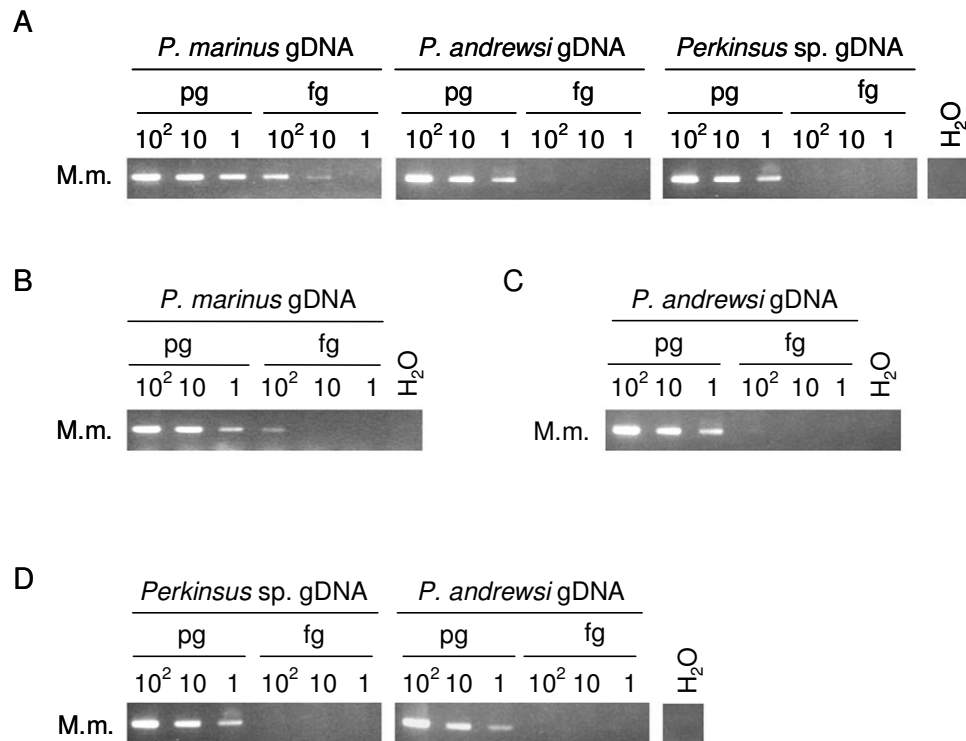 A
P. marinus gDNA P. andrewsi gDNA Perkinsus sp. gDNA
pg fg pg fg pg fg H₂O
10² 10 1 10² 10 1 10² 10 1 10² 10 1 10² 10 1 10² 10 1
M.m.
B C
P. marinus gDNA P. andrewsi gDNA
pg fg H₂O pg fg H₂O
10² 10 1 10² 10 1 10² 10 1 10² 10 1
M.m. M.m.
D
Perkinsus sp. gDNA P. andrewsi gDNA
pg fg pg fg H₂O
10² 10 1 10² 10 1 10² 10 1 10² 10 1
M.m.